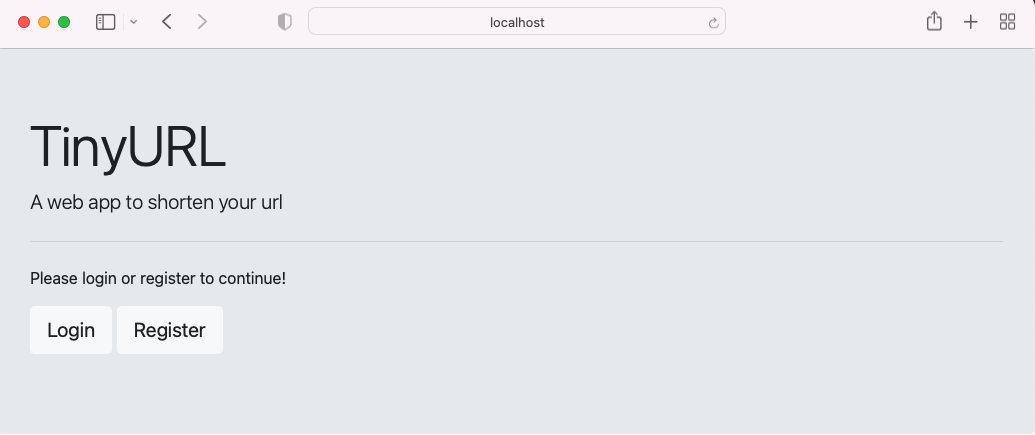 localhost
TinyURL
A web app to shorten your url
Please login or register to continue!
Login Register